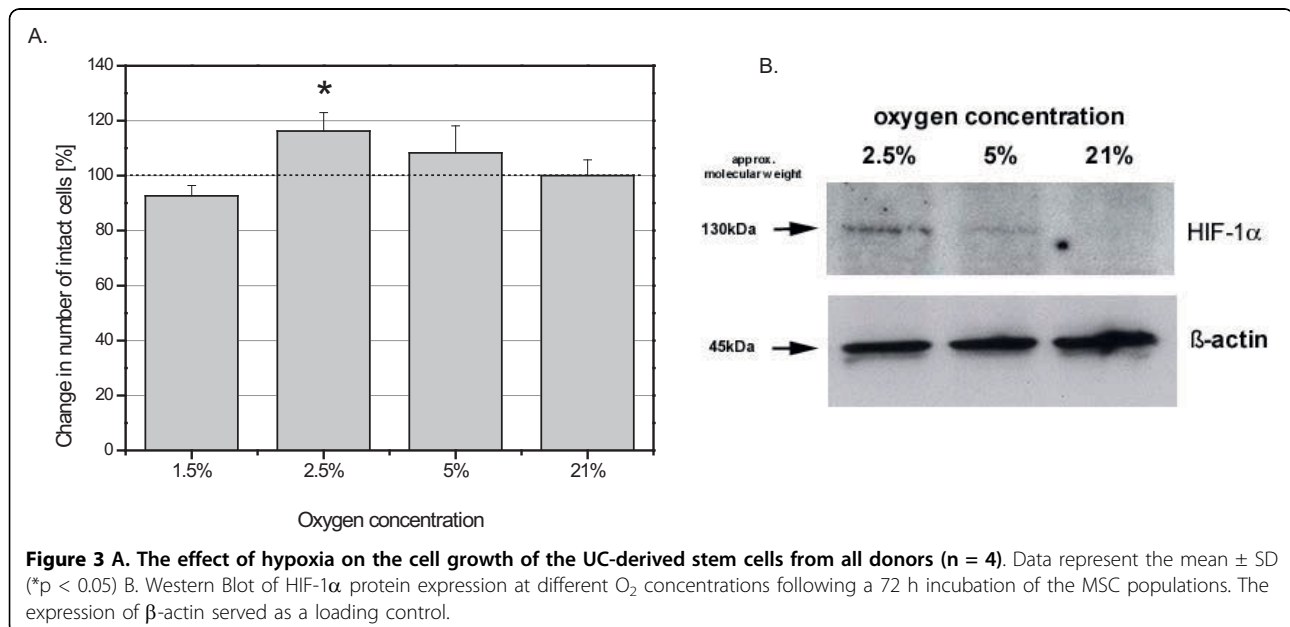 A.
140
120
100
80
60
40
20
0
*
Change in number of intact cells [%]
1.5% 2.5% 5% 21%
Oxygen concentration
B.
oxygen concentration
approx.
molecular weight
2.5% 5% 21%
130kDa
HIF-1α
45kDa
ß-actin
Figure 3 A. The effect of hypoxia on the cell growth of the UC-derived stem cells from all donors (n = 4). Data represent the mean ± SD
(*p < 0.05) B. Western Blot of HIF-1α protein expression at different O₂ concentrations following a 72 h incubation of the MSC populations. The
expression of β-actin served as a loading control.